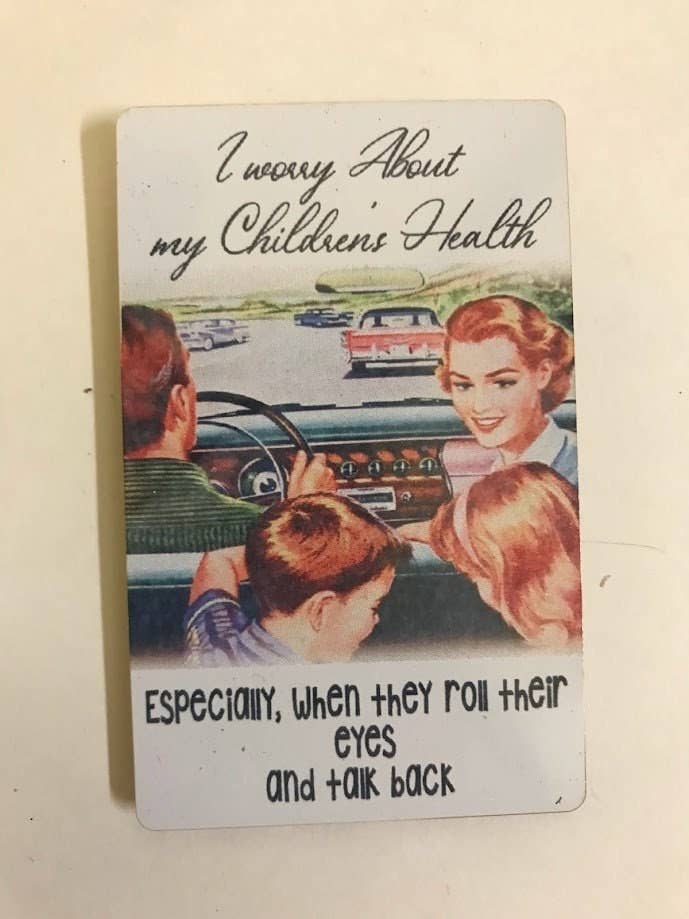 I worry About
my Children's Health
Especially, when they roll their
eyes
and talk back